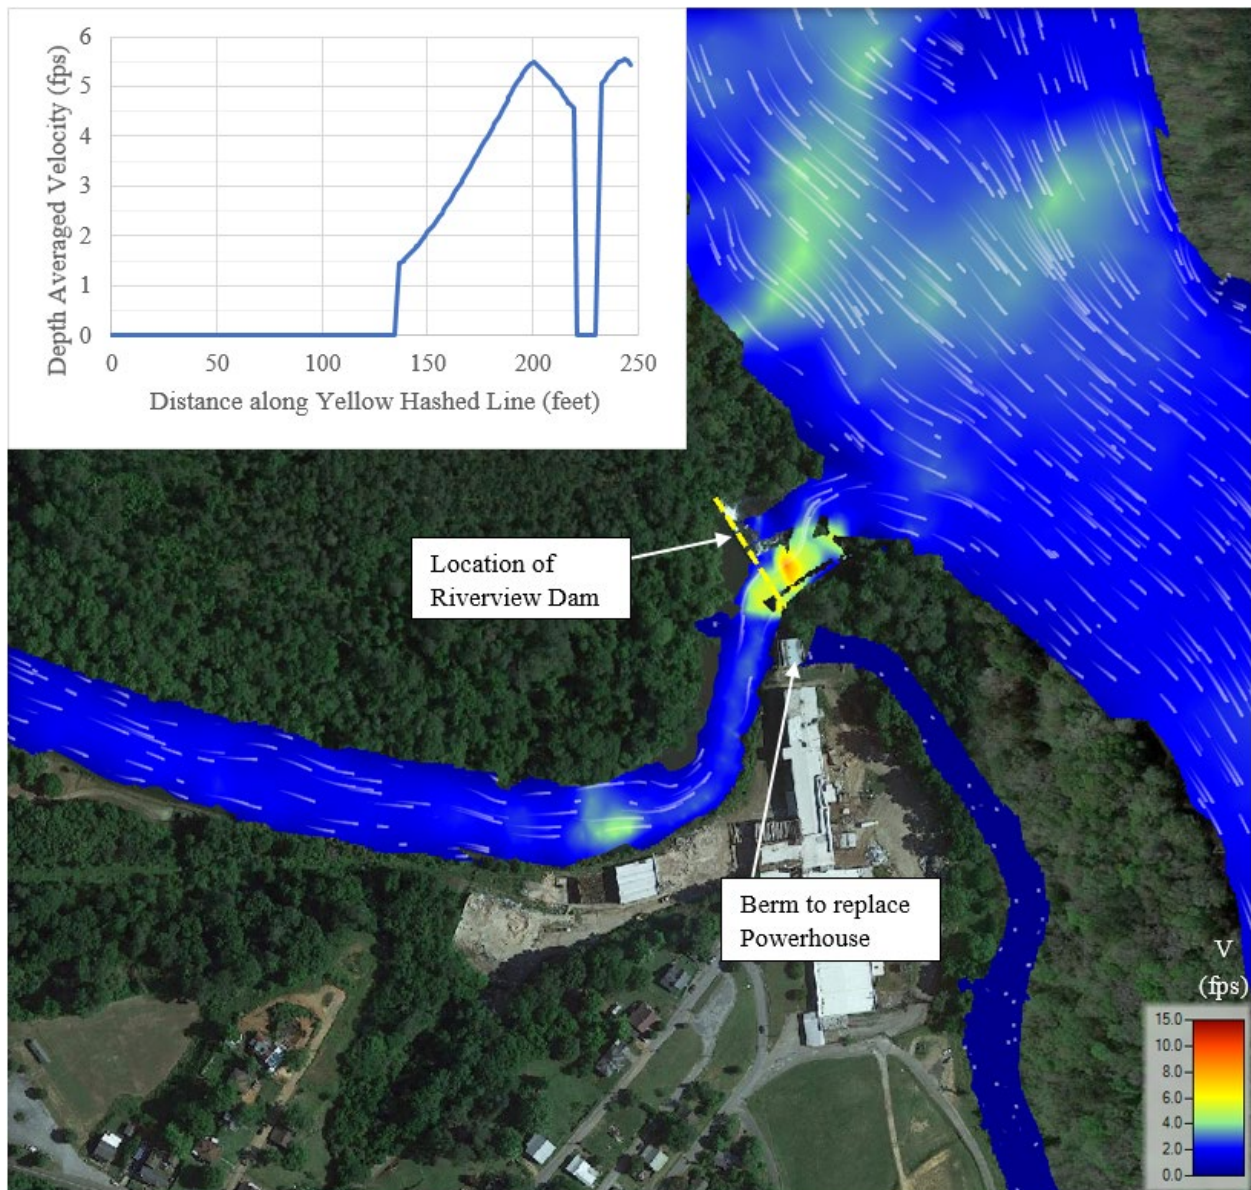 6
5
4
3
2
1
0
Depth Averaged Velocity (fps)
0 50 100 150 200 250
Distance along Yellow Hashed Line (feet)
Location of
Riverview Dam
Berm to replace
Powerhouse
V
(fps)
15.0
10.0
8.0
6.0
4.0
2.0
0.0